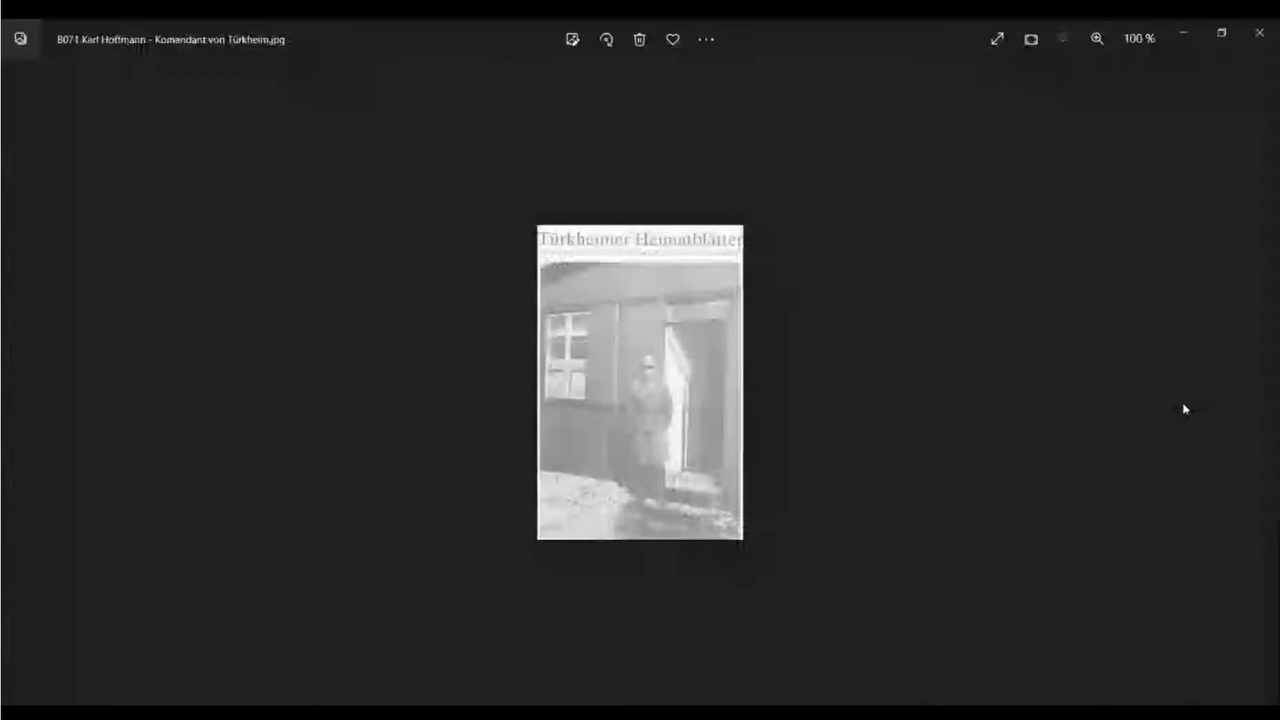 B071 Karl Hoffmann - Komandant von Türkheim.jpg
100 %
Türkheimer Heimatblätter